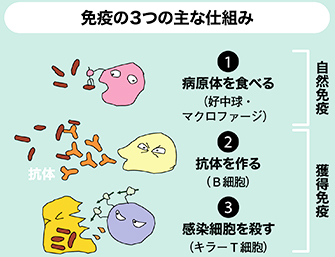 免疫の3つの主な仕組み
❶
病原体を食べる
(好中球・
マクロファージ)
自然免疫
❷
抗体を作る
(B細胞)
抗体
❸
感染細胞を殺す
(キラーT細胞)
獲得免疫